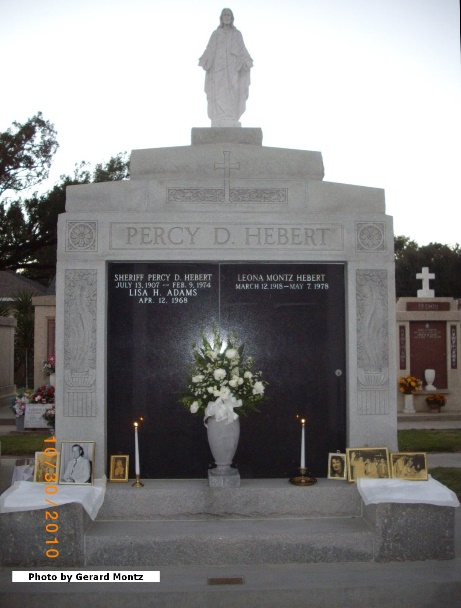 PERCY D. HEBERT
SHERIFF PERCY D. HEBERT
JULY 13, 1907 — FEB. 9, 1974
LISA H. ADAMS
APR. 12, 1968
LEONA MONTZ HEBERT
MARCH 12, 1918 — MAY 7, 1978
10/30/2010
Photo by Gerard Montz